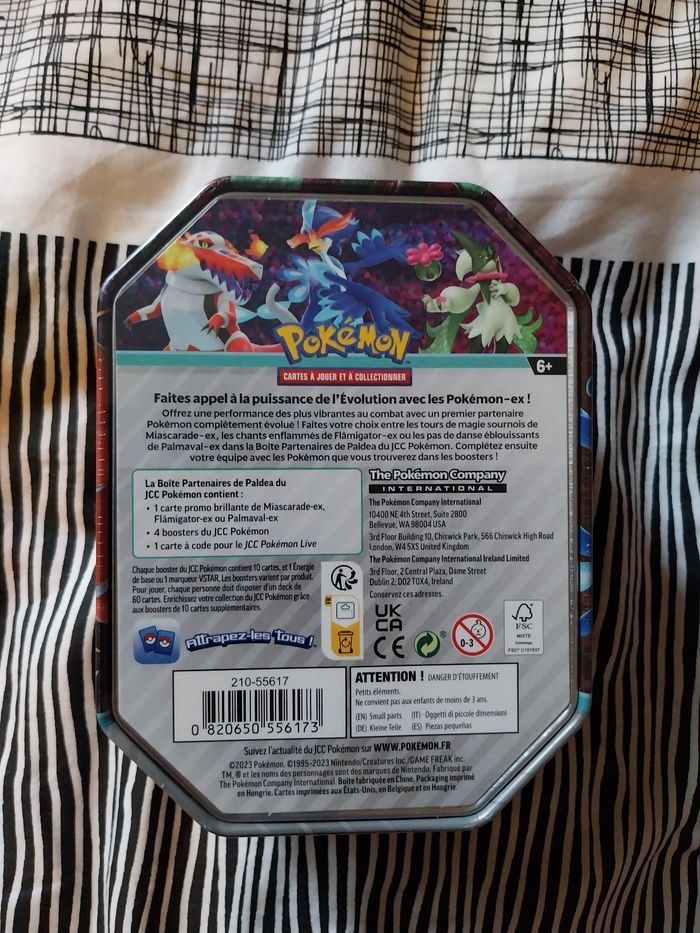 POKéMON
CARTES À JOUER ET À COLLECTIONNER
6+
Faites appel à la puissance de l'Évolution avec les Pokémon-ex !
Offrez une performance des plus vibrantes au combat avec un premier partenaire
Pokémon complètement évolué ! Faites votre choix entre les tours de magie sournois de
Miascarade-ex, les chants enflammés de Flâmigator-ex ou les pas de danse éblouissants
de Palmaval-ex dans la Boîte Partenaires de Paldea du JCC Pokémon. Complétez ensuite
votre équipe avec les Pokémon que vous trouverez dans les boosters !
La Boîte Partenaires de Paldea du
JCC Pokémon contient :
• 1 carte promo brillante de Miascarade-ex,
Flâmigator-ex ou Palmaval-ex
• 4 boosters du JCC Pokémon
• 1 carte à code pour le JCC Pokémon Live
Chaque booster du JCC Pokémon contient 10 cartes, et 1 Énergie
de base ou 1 marqueur VSTAR. Les boosters varient par produit.
Pour jouer, chaque personne doit disposer d'un deck de
60 cartes. Enrichissez votre collection du JCC Pokémon grâce
aux boosters de 10 cartes supplémentaires.
Attrapez-les tous !
The Pokémon Company
INTERNATIONAL
The Pokémon Company International
10400 NE 4th Street, Suite 2800
Bellevue, WA 98004 USA
3rd Floor Building 10, Chiswick Park, 566 Chiswick High Road
London, W4 5XS United Kingdom
The Pokémon Company International Ireland Limited
3rd Floor, 2 Central Plaza, Dame Street
Dublin 2, D02 T0X4, Ireland
Conservez ces adresses.
FR
UK
CA
CE
0-3
FSC
MIXTE
Emballage
FSC® C101537
210-55617
0 820650 556173
ATTENTION ! DANGER D'ÉTOUFFEMENT
Petits éléments.
Ne convient pas aux enfants de moins de 3 ans.
(EN) Small parts (IT) Oggetti di piccole dimensioni
(DE) Kleine Teile (ES) Piezas pequeñas
Suivez l'actualité du JCC Pokémon sur WWW.POKEMON.FR
©2023 Pokémon. ©1995-2023 Nintendo/Creatures Inc./GAME FREAK inc.
TM, ® et les noms des personnages sont des marques de Nintendo. Fabriqué par
The Pokémon Company International. Boîte fabriquée en Chine. Packaging imprimé
en Hongrie. Cartes imprimées aux États-Unis, en Belgique et en Hongrie.